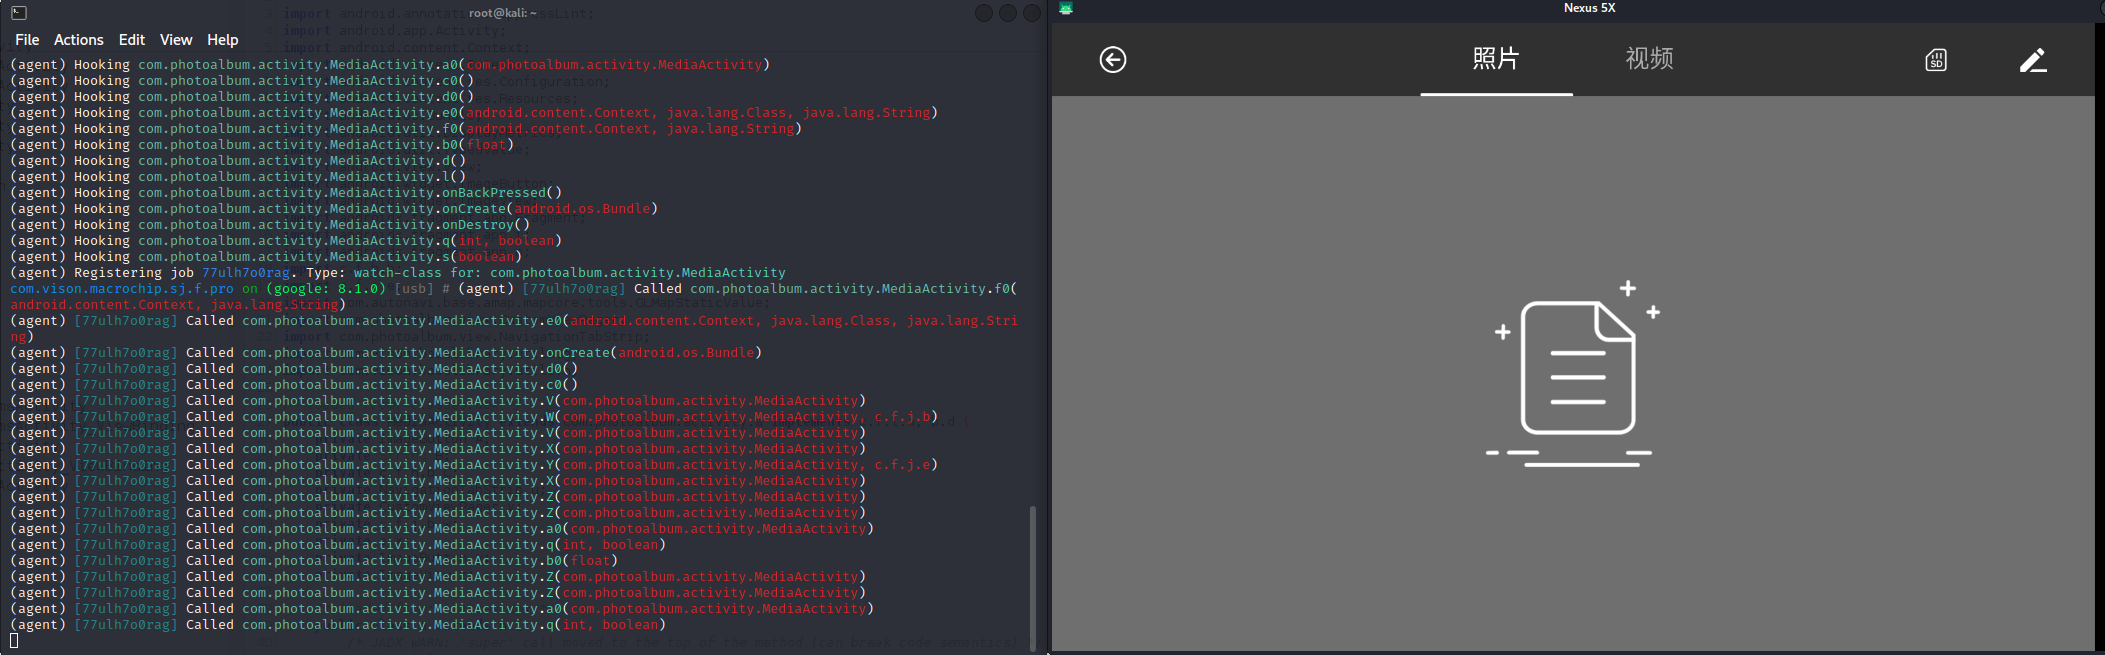 root@kali: ~
File Actions Edit View Help
(agent) Hooking com.photoalbum.activity.MediaActivity.a0(com.photoalbum.activity.MediaActivity)
(agent) Hooking com.photoalbum.activity.MediaActivity.c0()
(agent) Hooking com.photoalbum.activity.MediaActivity.d0()
(agent) Hooking com.photoalbum.activity.MediaActivity.e0(android.content.Context, java.lang.Class, java.lang.String)
(agent) Hooking com.photoalbum.activity.MediaActivity.f0(android.content.Context, java.lang.String)
(agent) Hooking com.photoalbum.activity.MediaActivity.b0(float)
(agent) Hooking com.photoalbum.activity.MediaActivity.d()
(agent) Hooking com.photoalbum.activity.MediaActivity.l()
(agent) Hooking com.photoalbum.activity.MediaActivity.onBackPressed()
(agent) Hooking com.photoalbum.activity.MediaActivity.onCreate(android.os.Bundle)
(agent) Hooking com.photoalbum.activity.MediaActivity.onDestroy()
(agent) Hooking com.photoalbum.activity.MediaActivity.q(int, boolean)
(agent) Hooking com.photoalbum.activity.MediaActivity.s(boolean)
(agent) Registering job 77ulh7o0rag. Type: watch-class for: com.photoalbum.activity.MediaActivity
com.vison.macrochip.sj.f.pro on (google: 8.1.0) [usb] # (agent) [77ulh7o0rag] Called com.photoalbum.activity.MediaActivity.f0(
android.content.Context, java.lang.String)
(agent) [77ulh7o0rag] Called com.photoalbum.activity.MediaActivity.e0(android.content.Context, java.lang.Class, java.lang.Stri
ng)
(agent) [77ulh7o0rag] Called com.photoalbum.activity.MediaActivity.onCreate(android.os.Bundle)
(agent) [77ulh7o0rag] Called com.photoalbum.activity.MediaActivity.d0()
(agent) [77ulh7o0rag] Called com.photoalbum.activity.MediaActivity.c0()
(agent) [77ulh7o0rag] Called com.photoalbum.activity.MediaActivity.V(com.photoalbum.activity.MediaActivity)
(agent) [77ulh7o0rag] Called com.photoalbum.activity.MediaActivity.W(com.photoalbum.activity.MediaActivity, c.f.j.b)
(agent) [77ulh7o0rag] Called com.photoalbum.activity.MediaActivity.V(com.photoalbum.activity.MediaActivity)
(agent) [77ulh7o0rag] Called com.photoalbum.activity.MediaActivity.X(com.photoalbum.activity.MediaActivity)
(agent) [77ulh7o0rag] Called com.photoalbum.activity.MediaActivity.Y(com.photoalbum.activity.MediaActivity, c.f.j.e)
(agent) [77ulh7o0rag] Called com.photoalbum.activity.MediaActivity.X(com.photoalbum.activity.MediaActivity)
(agent) [77ulh7o0rag] Called com.photoalbum.activity.MediaActivity.Z(com.photoalbum.activity.MediaActivity)
(agent) [77ulh7o0rag] Called com.photoalbum.activity.MediaActivity.Z(com.photoalbum.activity.MediaActivity)
(agent) [77ulh7o0rag] Called com.photoalbum.activity.MediaActivity.a0(com.photoalbum.activity.MediaActivity)
(agent) [77ulh7o0rag] Called com.photoalbum.activity.MediaActivity.q(int, boolean)
(agent) [77ulh7o0rag] Called com.photoalbum.activity.MediaActivity.b0(float)
(agent) [77ulh7o0rag] Called com.photoalbum.activity.MediaActivity.Z(com.photoalbum.activity.MediaActivity)
(agent) [77ulh7o0rag] Called com.photoalbum.activity.MediaActivity.Z(com.photoalbum.activity.MediaActivity)
(agent) [77ulh7o0rag] Called com.photoalbum.activity.MediaActivity.a0(com.photoalbum.activity.MediaActivity)
(agent) [77ulh7o0rag] Called com.photoalbum.activity.MediaActivity.q(int, boolean)
Nexus 5X
照片 视频
SD